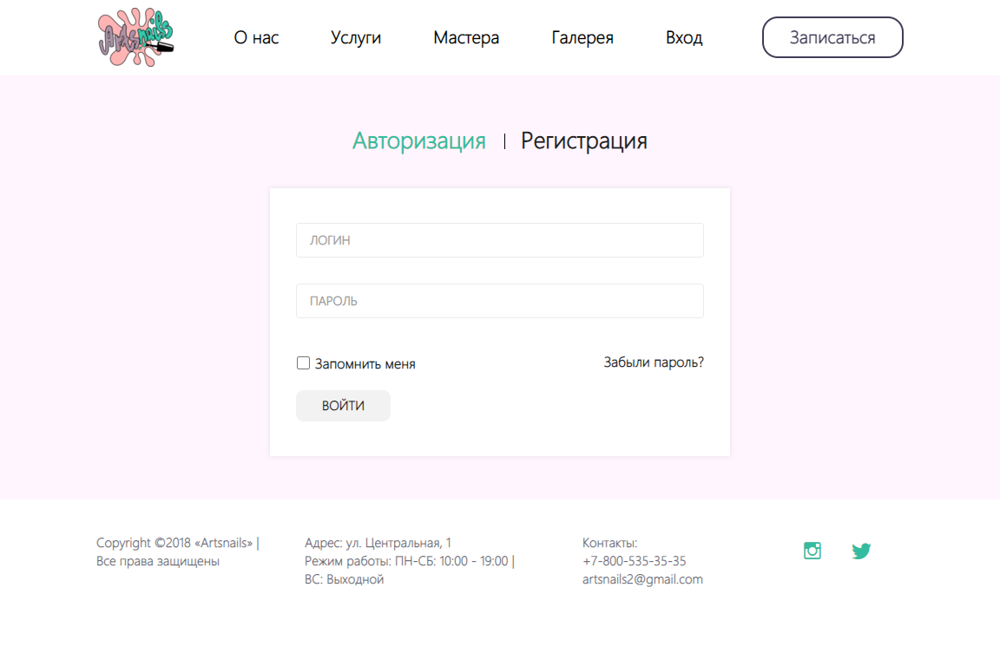 Artsnails
О нас
Услуги
Мастера
Галерея
Вход
Записаться
Авторизация | Регистрация
ЛОГИН
ПАРОЛЬ
Запомнить меня
Забыли пароль?
ВОЙТИ
Copyright ©2018 «Artsnails» |
Все права защищены
Адрес: ул. Центральная, 1
Режим работы: ПН-СБ: 10:00 - 19:00 |
ВС: Выходной
Контакты:
+7-800-535-35-35
artsnails2@gmail.com